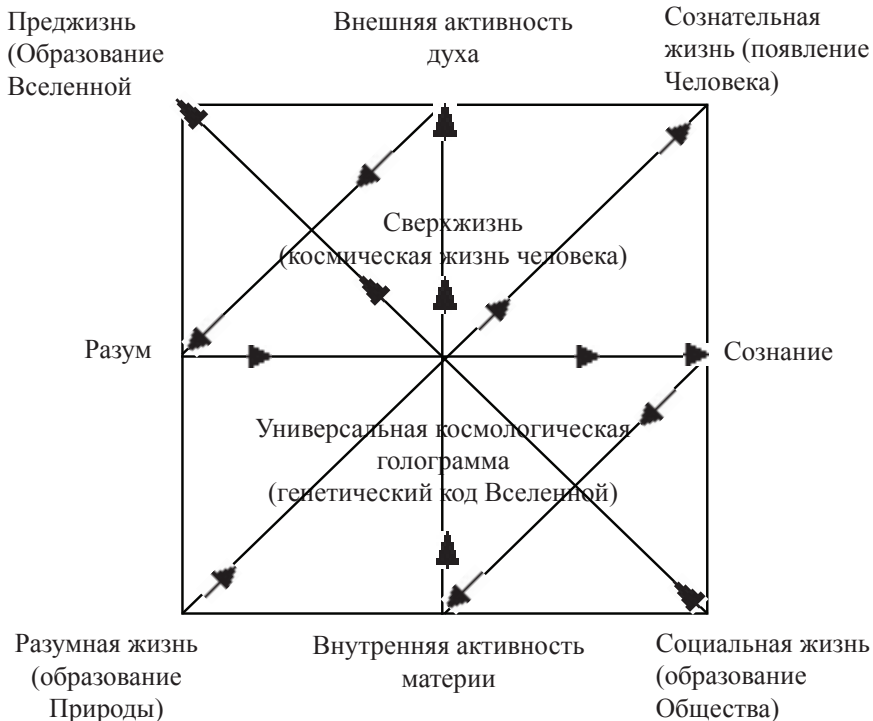 Преджизнь
(Образование
Вселенной
Внешняя активность
духа
Сознательная
жизнь (появление
Человека)
Сверхжизнь
(космическая жизнь человека)
Разум
Сознание
Универсальная космологическая
голограмма
(генетический код Вселенной)
Разумная жизнь
(образование
Природы)
Внутренняя активность
материи
Социальная жизнь
(образование
Общества)